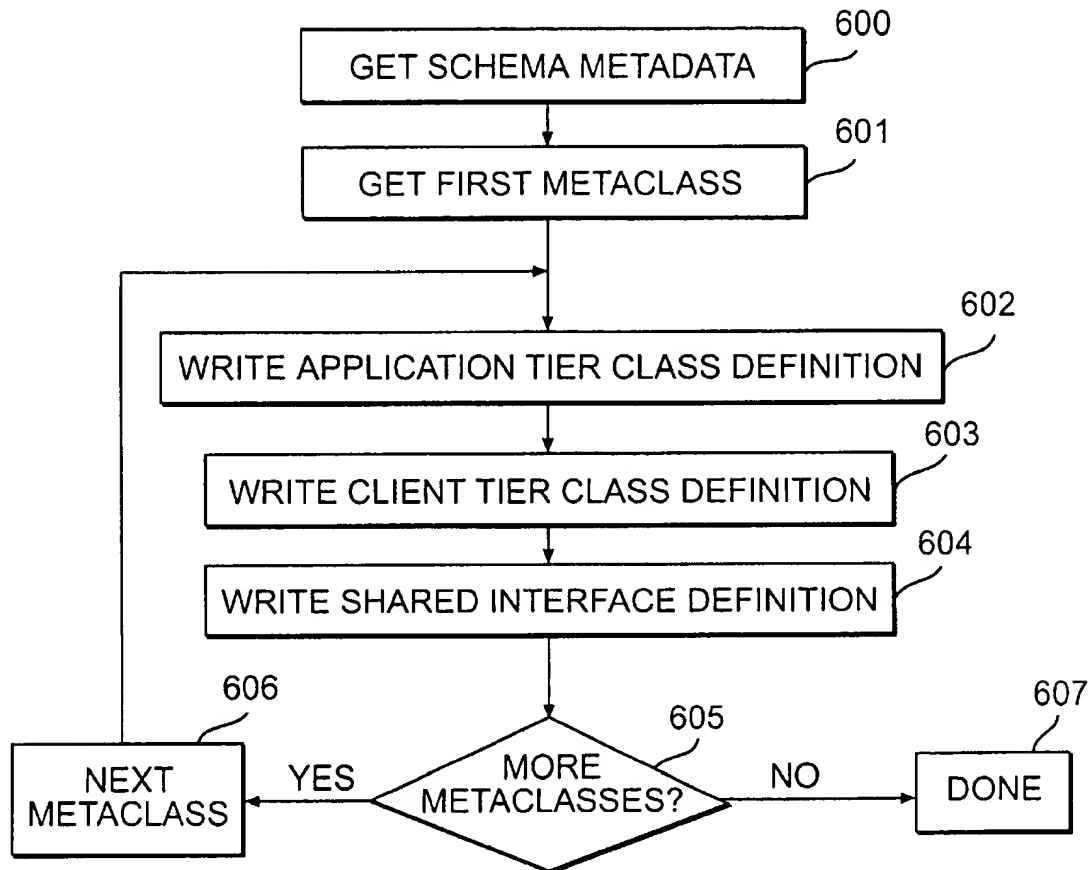 600
GET SCHEMA METADATA
601
GET FIRST METACLASS
602
WRITE APPLICATION TIER CLASS DEFINITION
603
WRITE CLIENT TIER CLASS DEFINITION
604
WRITE SHARED INTERFACE DEFINITION
606
605
607
NEXT
METACLASS
YES
MORE
METACLASSES?
NO
DONE